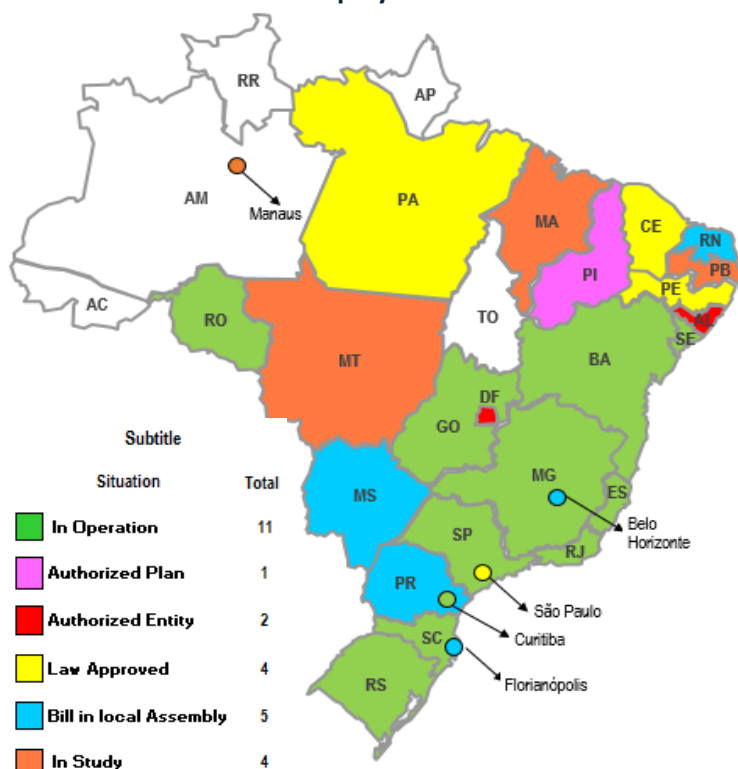 RR
AP
AM
Manaus
PA
MA
CE
RN
PB
PI
PE
AL
SE
AC
RO
TO
MT
BA
DF
GO
MG
ES
Belo
Horizonte
MS
SP
RJ
São Paulo
PR
Curitiba
SC
Florianópolis
RS
Subtitle
Situation Total
In Operation 11
Authorized Plan 1
Authorized Entity 2
Law Approved 4
Bill in local Assembly 5
In Study 4